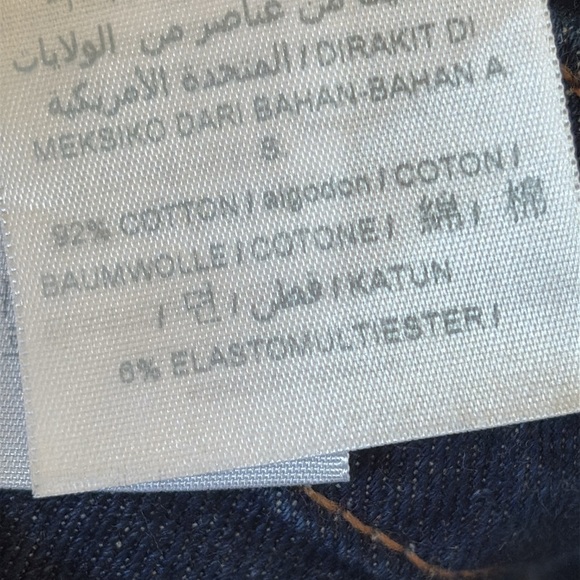 من عناصر من الولايات
المتحدة الأمريكية / DIRAKIT DI
MEKSIKO DARI BAHAN-BAHAN A
S.
92% COTTON / algodon / COTON /
BAUMWOLLE / COTONE / 綿 / 棉
/ 면 / قطن / KATUN
6% ELASTOMULTIESTER /